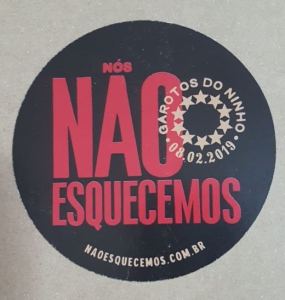 NÓS
NÃO
GAROTOS DO NINHO
• 08.02.2019 •
ESQUECEMOS
NAOESQUECEMOS.COM.BR